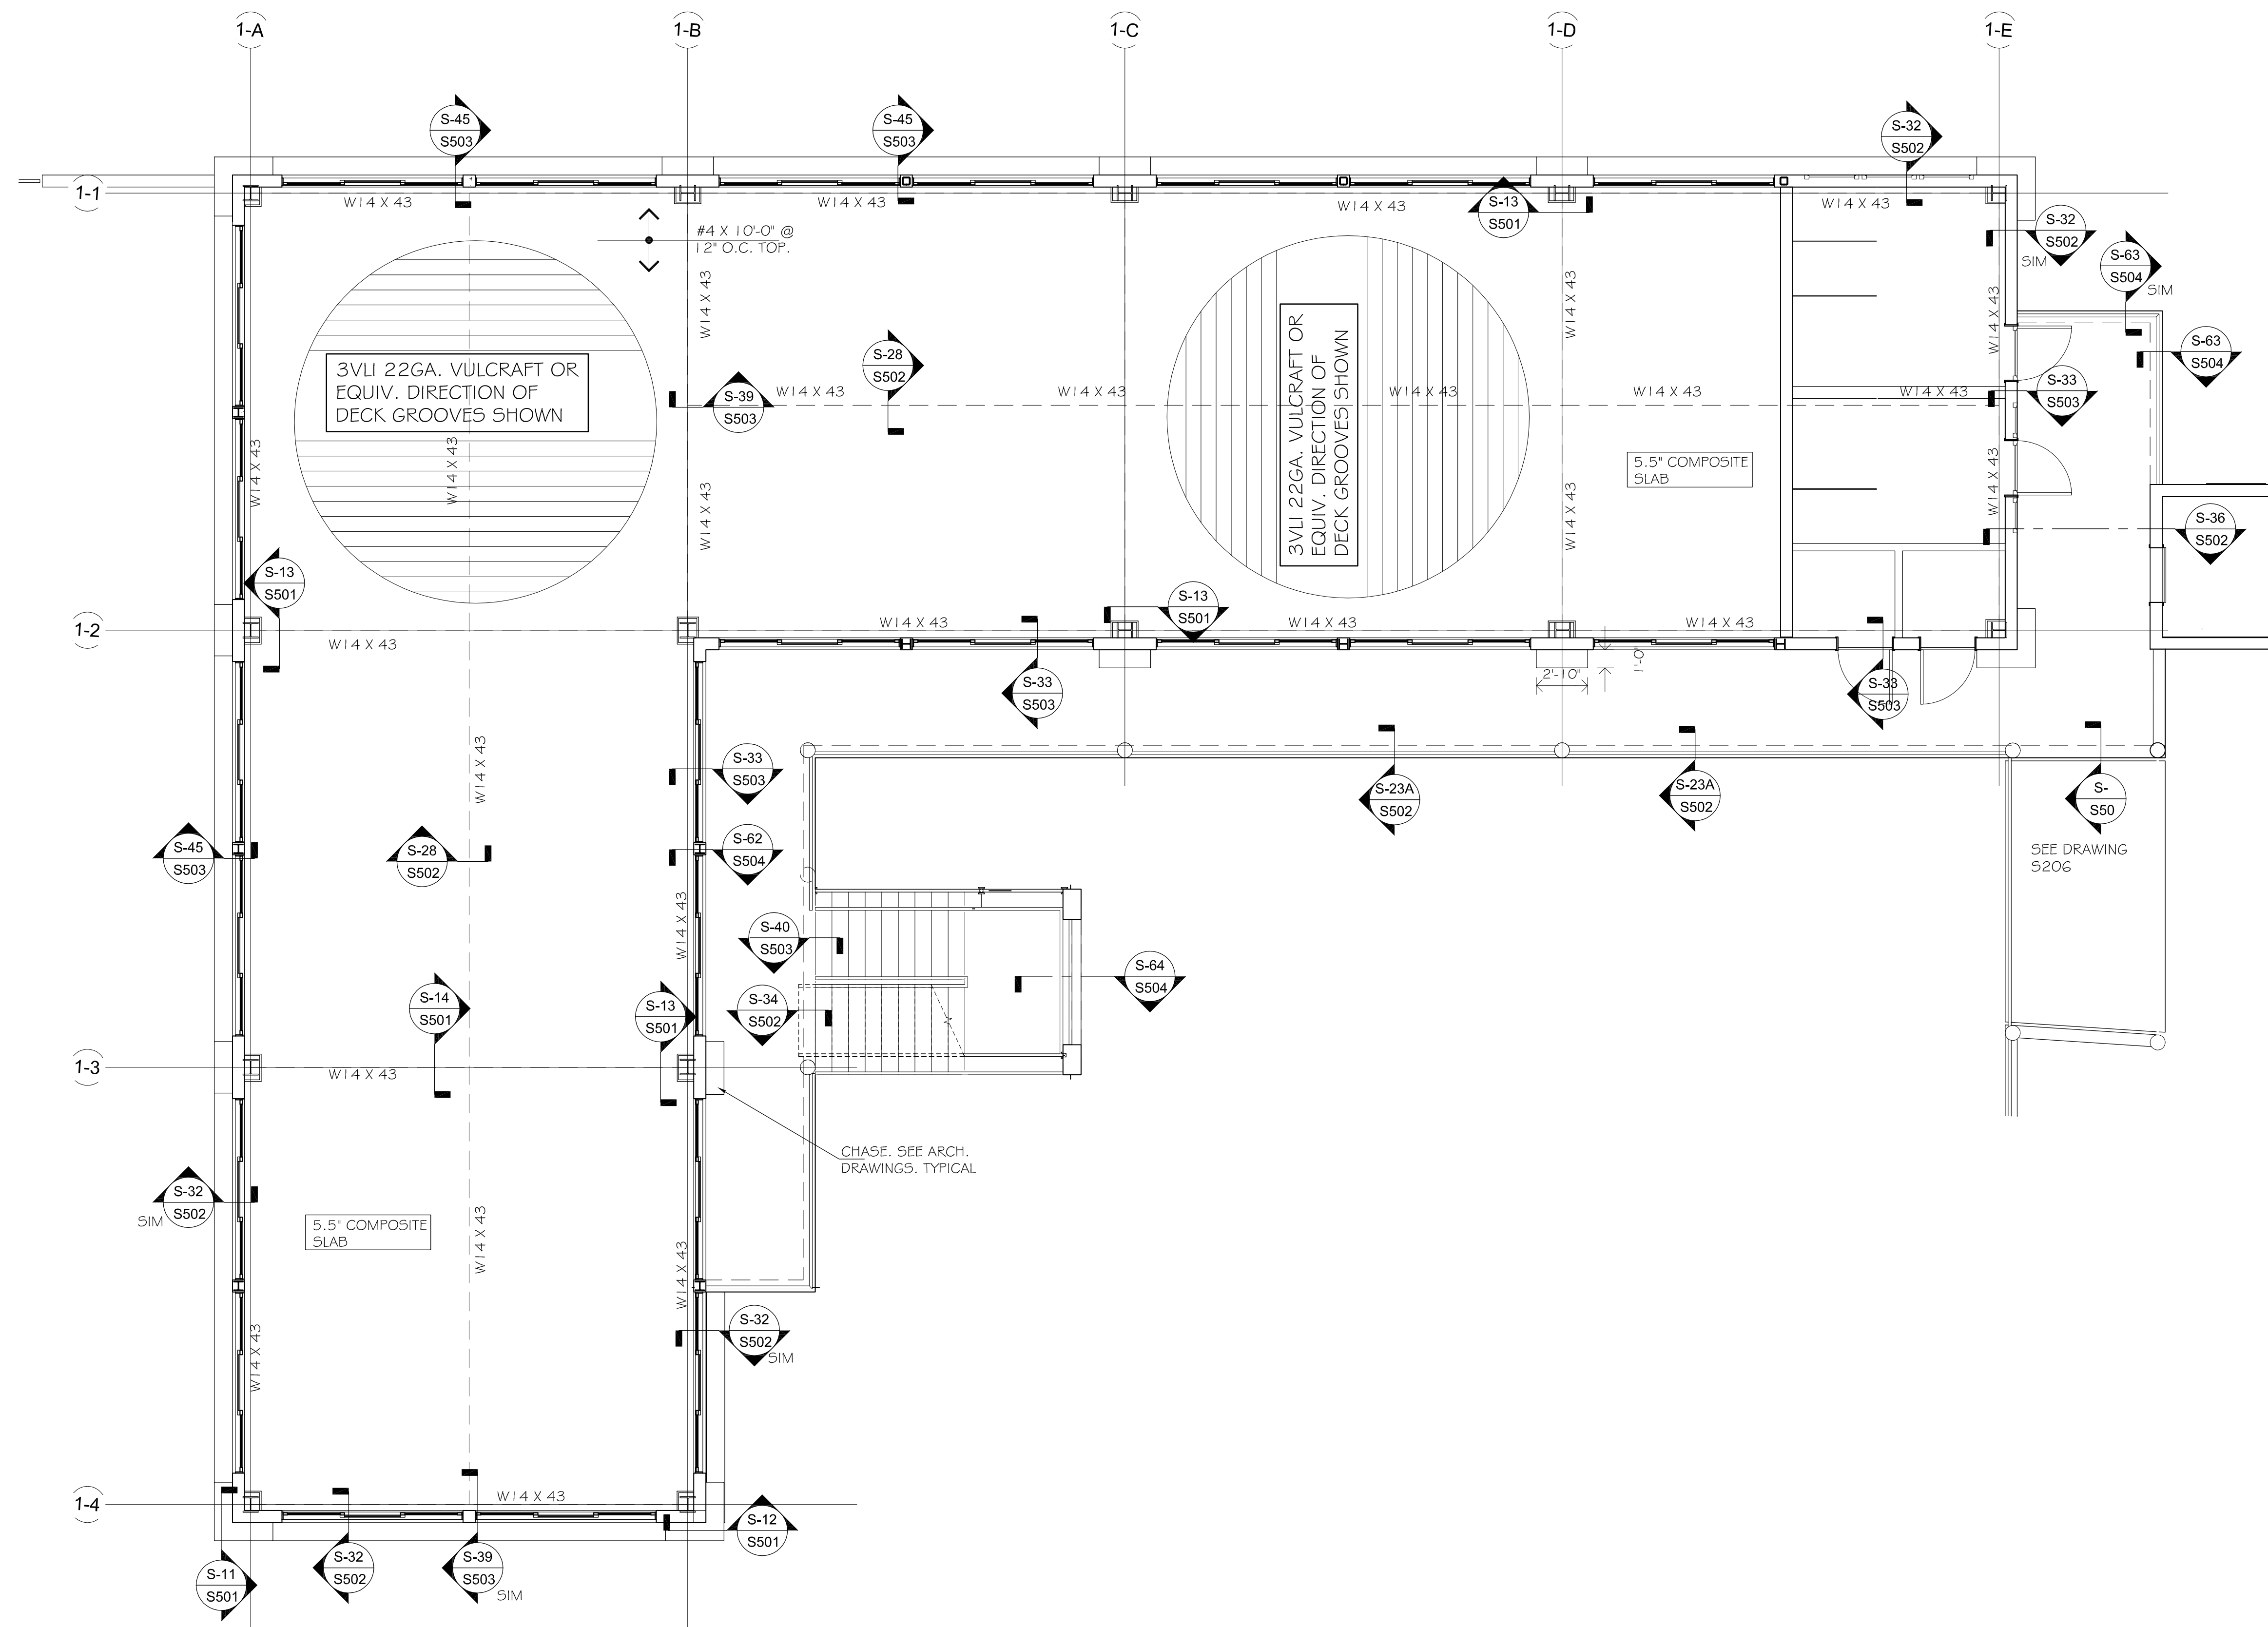 1-A
1-B
1-C
1-D
1-E
S-45
S503
S-45
S503
S-32
S502
1-1
W14 X 43
W14 X 43
W14 X 43
S-13
S501
W14 X 43
S-32
S502
SIM
#4 X 10'-0" @
12" O.C. TOP.
S-63
S504
SIM
W14 X 43
W14 X 43
W14 X 43
3VLI 22GA. VULCRAFT OR
EQUIV. DIRECTION OF
DECK GROOVES SHOWN
3VLI 22GA. VULCRAFT OR
EQUIV. DIRECTION OF
DECK GROOVES SHOWN
S-28
S502
S-63
S504
S-39
S503
W14 X 43
W14 X 43
W14 X 43
W14 X 43
W14 X 43
S-33
S503
W14 X 43
W14 X 43
W14 X 43
W14 X 43
W14 X 43
5.5" COMPOSITE
SLAB
S-36
S502
S-13
S501
S-13
S501
1-2
W14 X 43
W14 X 43
W14 X 43
W14 X 43
1'-0"
2'-10"
S-33
S503
S-33
S503
W14 X 43
S-33
S503
S-23A
S502
S-23A
S502
S-
S50
S-45
S503
S-28
S502
S-62
S504
SEE DRAWING
S206
W14 X 43
S-40
S503
S-64
S504
S-14
S501
S-13
S501
S-34
S502
1-3
W14 X 43
CHASE. SEE ARCH.
DRAWINGS. TYPICAL
S-32
S502
SIM
5.5" COMPOSITE
SLAB
W14 X 43
W14 X 43
W14 X 43
S-32
S502
SIM
1-4
W14 X 43
S-12
S501
S-11
S501
S-32
S502
S-39
S503
SIM